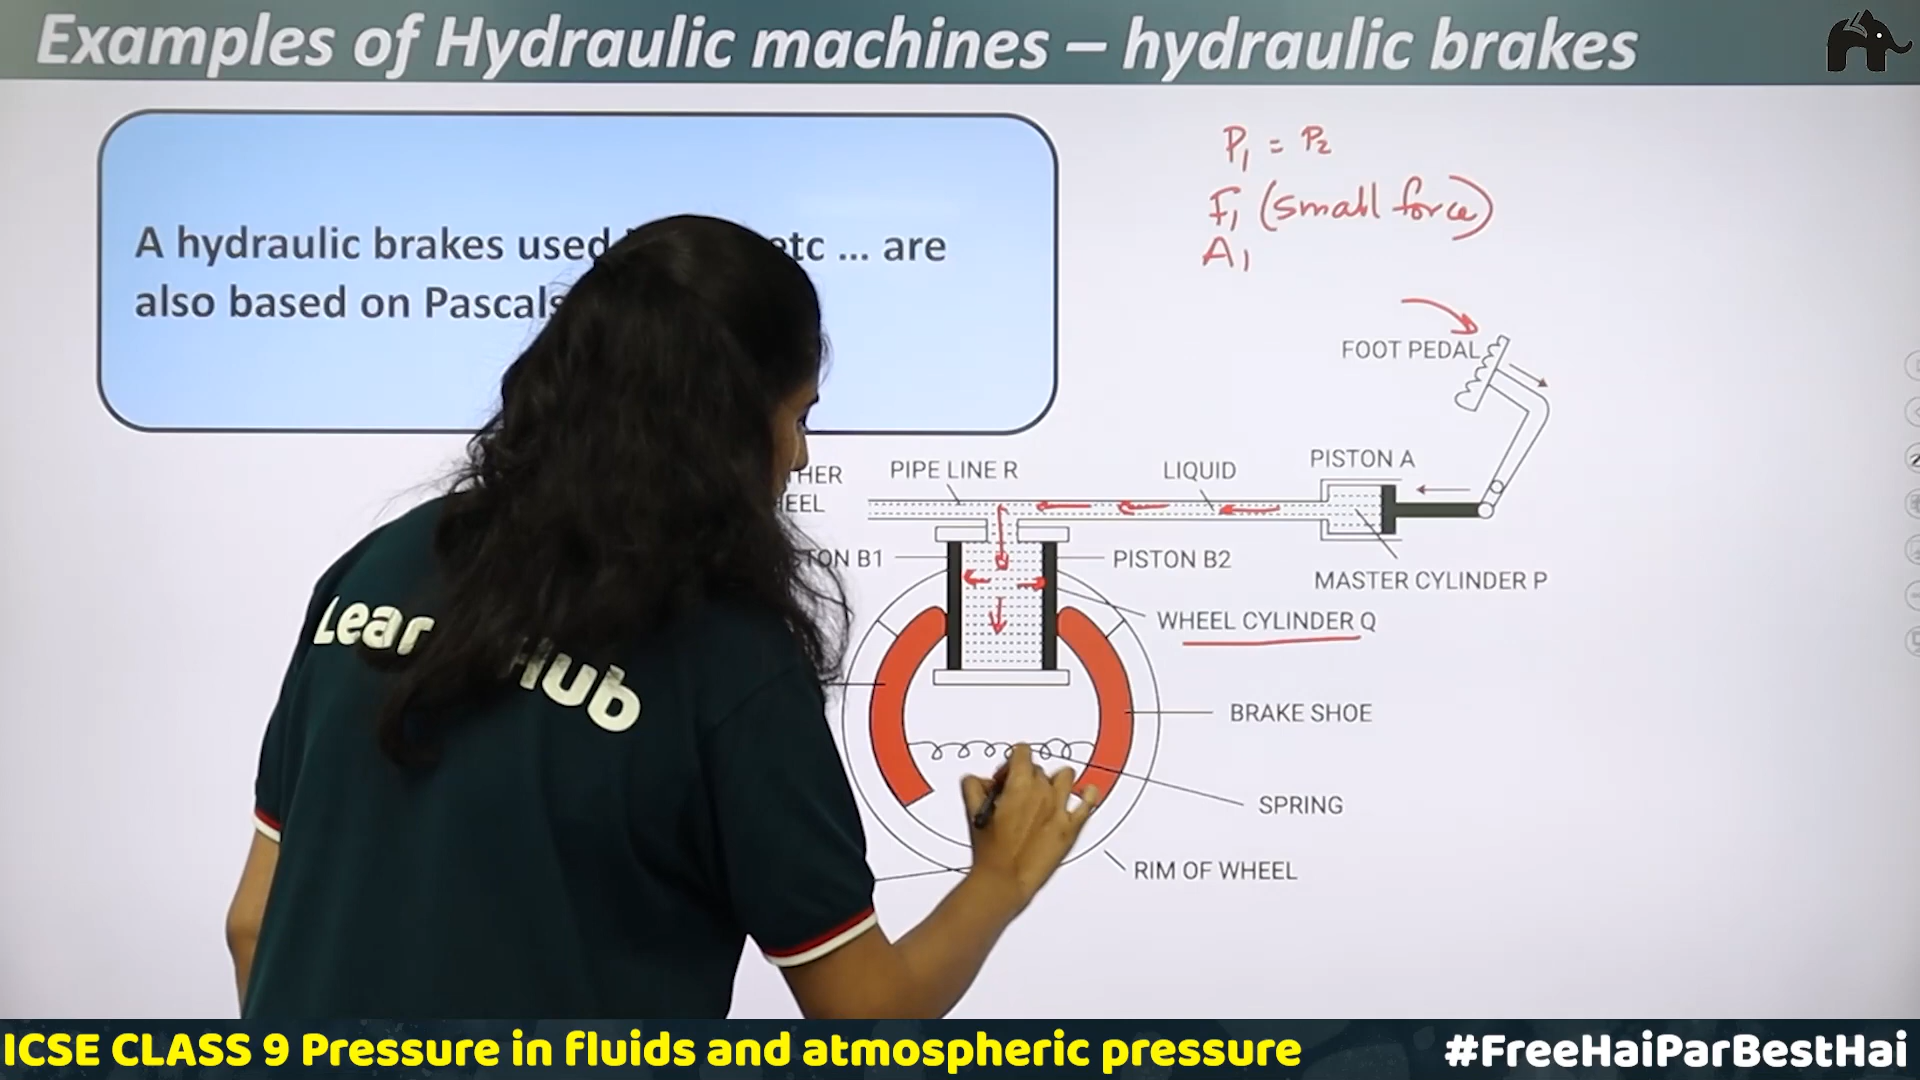 Examples of Hydraulic machines – hydraulic brakes
A hydraulic brakes used etc ... are
also based on Pascals
P₁ = P₂
F₁ (small force)
A₁
FOOT PEDAL
PISTON A
PIPE LINE R
LIQUID
PISTON B2
B1
MASTER CYLINDER P
WHEEL CYLINDER Q
BRAKE SHOE
SPRING
RIM OF WHEEL
Hub
ICSE CLASS 9 Pressure in fluids and atmospheric pressure
#FreeHaiParBestHai